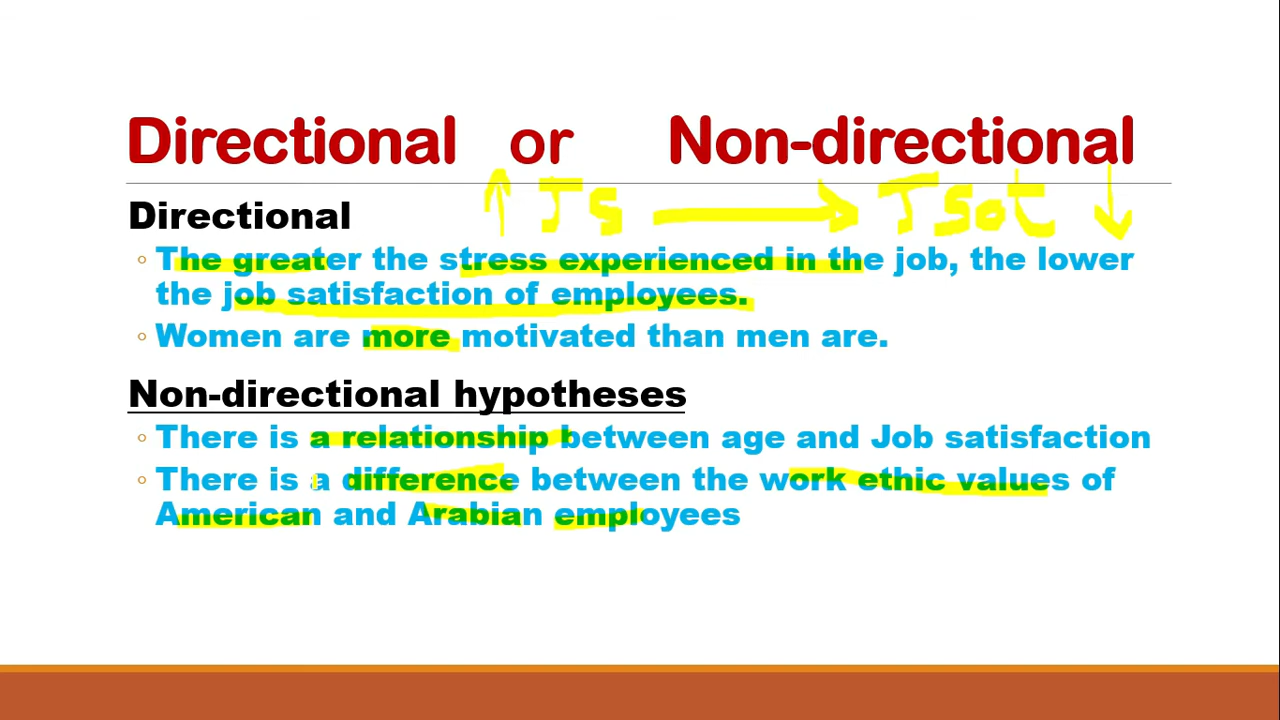 Directional or Non-directional
↑ JS → JSat ↓
Directional
◦ The greater the stress experienced in the job, the lower
the job satisfaction of employees.
◦ Women are more motivated than men are.
Non-directional hypotheses
◦ There is a relationship between age and Job satisfaction
◦ There is a difference between the work ethic values of
American and Arabian employees